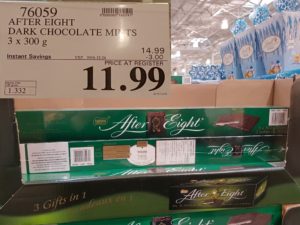 76059
AFTER EIGHT
DARK CHOCOLATE MINTS
3 x 300 g
14.99
Instant Savings
-3.00
PRICE AT REGISTER
11.99
1.332
After Eight
After Eight
3 Gifts in 1
After Eight